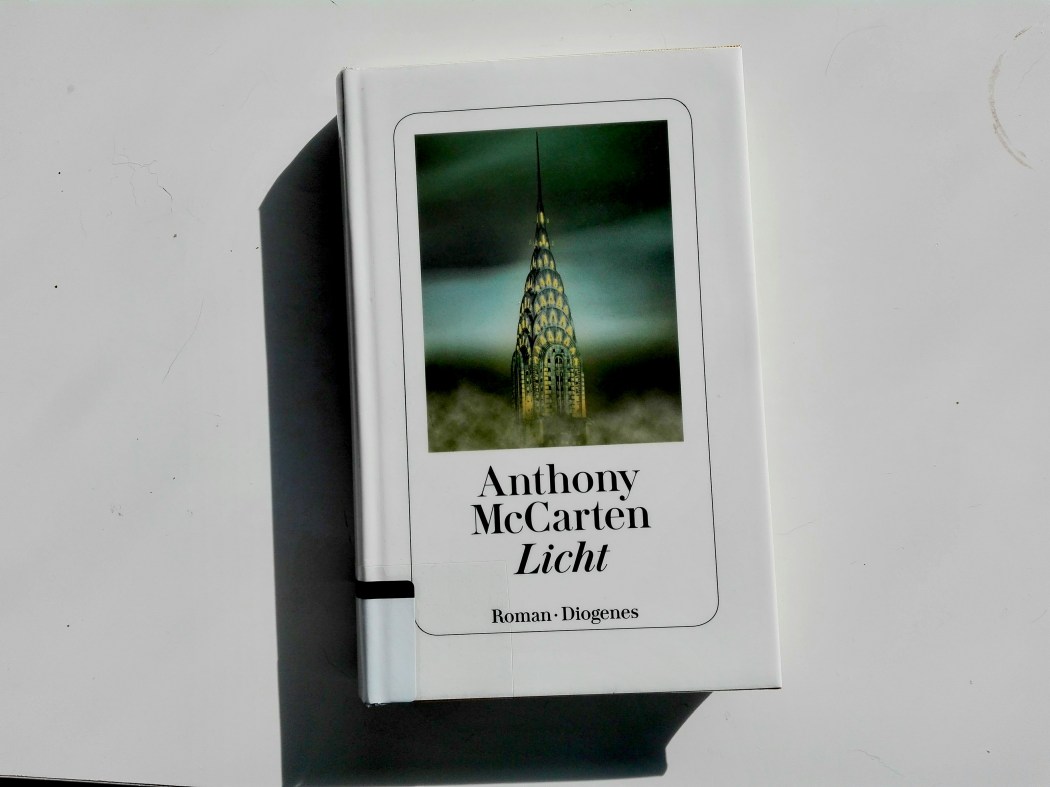 Anthony
McCarten
Licht
Roman · Diogenes